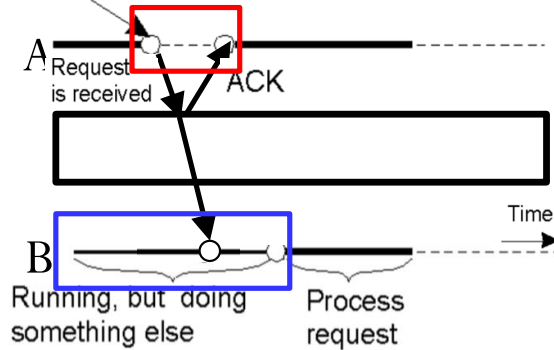 A
Request
is received
ACK
Time
B
Running, but doing
something else
Process
request